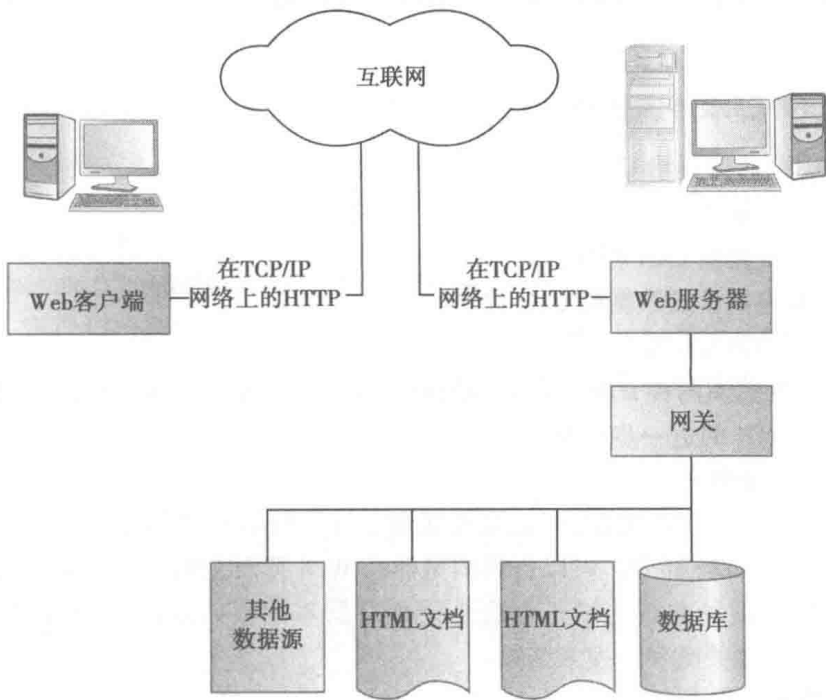 互联网
在TCP/IP
网络上的HTTP
在TCP/IP
网络上的HTTP
Web客户端
Web服务器
网关
其他
数据源
HTML文档
HTML文档
数据库